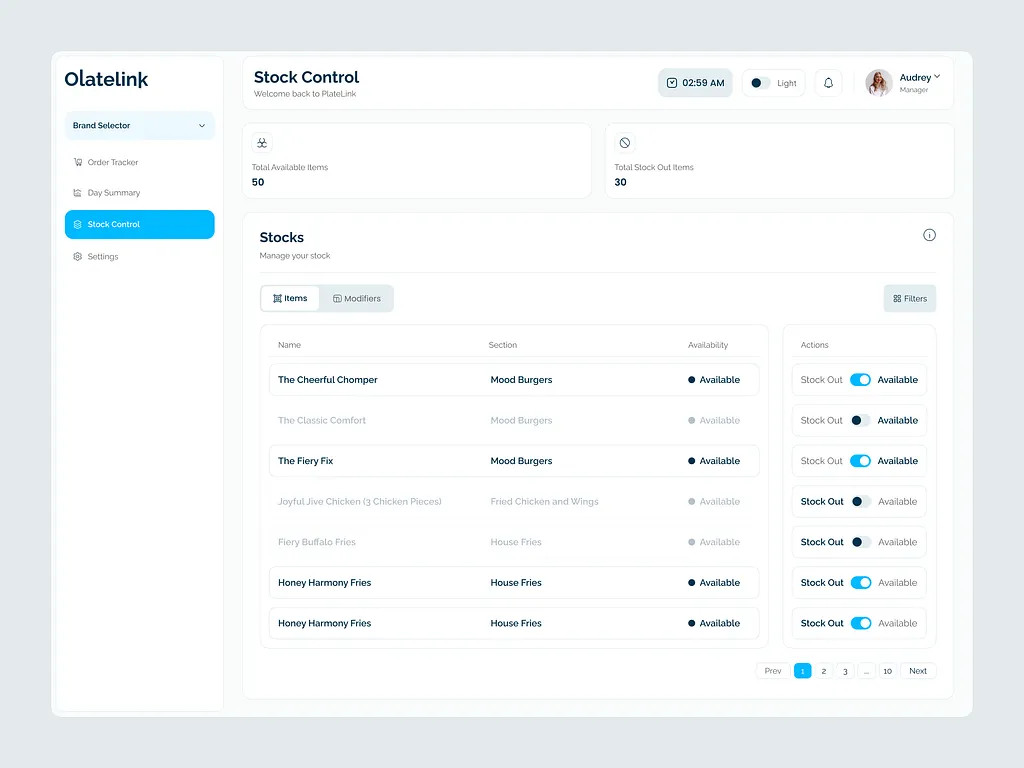 Olatelink
Brand Selector
Order Tracker
Day Summary
Stock Control
Settings
Stock Control
Welcome back to PlateLink
02:59 AM
Light
Audrey
Manager
Total Available Items
50
Total Stock Out Items
30
Stocks
Manage your stock
Items Modifiers
Filters
Name Section Availability Actions
The Cheerful Chomper Mood Burgers Available Stock Out Available
The Classic Comfort Mood Burgers Available Stock Out Available
The Fiery Fix Mood Burgers Available Stock Out Available
Joyful Jive Chicken (3 Chicken Pieces) Fried Chicken and Wings Available Stock Out Available
Fiery Buffalo Fries House Fries Available Stock Out Available
Honey Harmony Fries House Fries Available Stock Out Available
Honey Harmony Fries House Fries Available Stock Out Available
Prev 1 2 3 ... 10 Next